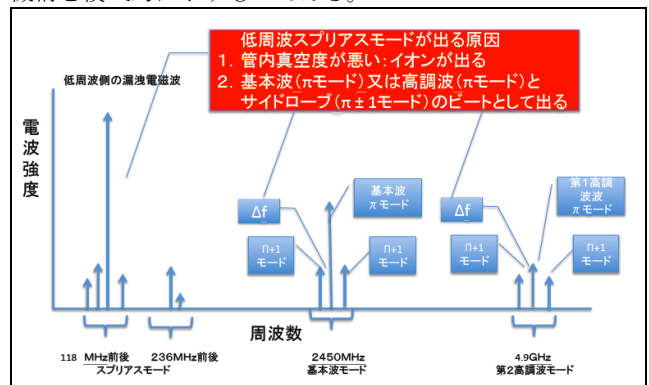 低周波スプリアスモードが出る原因
1. 管内真空度が悪い:イオンが出る
2. 基本波(πモード)又は高調波(πモード)と
サイドローブ(π±1モード)のビートとして出る
低周波側の漏洩電磁波
電波強度
基本波
πモード
第1高調
波波
πモード
Δf
Δf
Π+1
モード
Π+1
モード
Π+1
モード
Π+1
モード
周波数
118 MHz前後
スプリアスモード
236MHz前後
2450MHz
基本波モード
4.9GHz
第2高調波モード